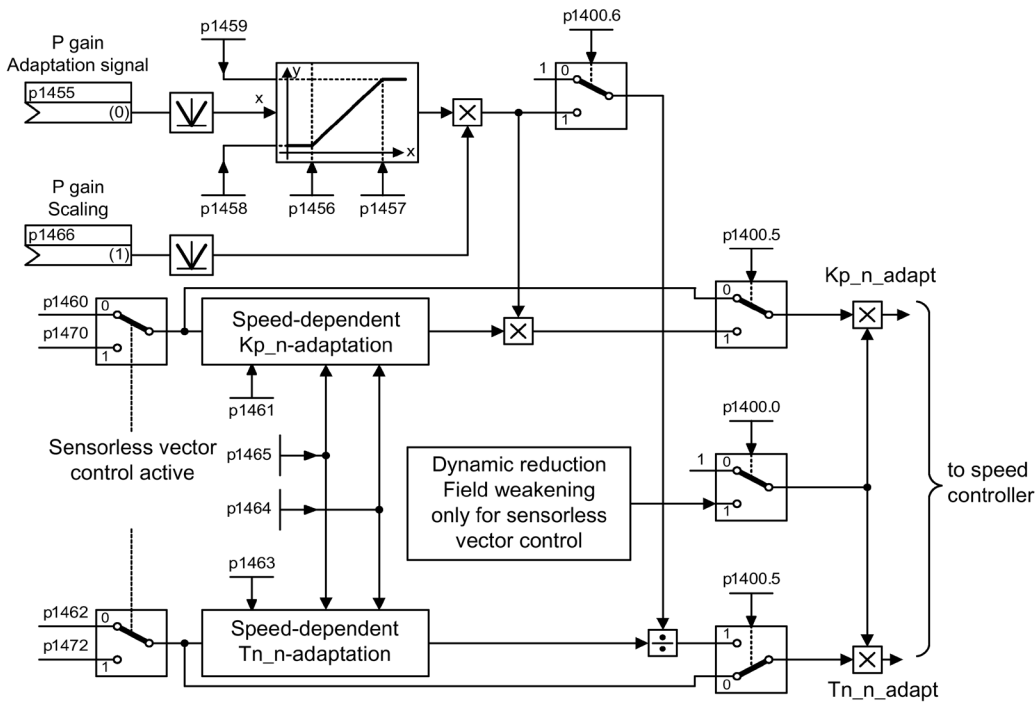 p1459
p1400.6
P gain
Adaptation signal
p1455
(0)
x
y
x
1
0
1
p1458
p1456
p1457
P gain
Scaling
p1466
(1)
p1400.5
0
1
Kp_n_adapt
p1460
0
p1470
1
Speed-dependent
Kp_n-adaptation
p1461
Sensorless vector
control active
p1465
p1464
Dynamic reduction
Field weakening
only for sensorless
vector control
p1400.0
1
0
1
to speed
controller
p1463
p1400.5
p1462
0
p1472
1
Speed-dependent
Tn_n-adaptation
1
0
Tn_n_adapt